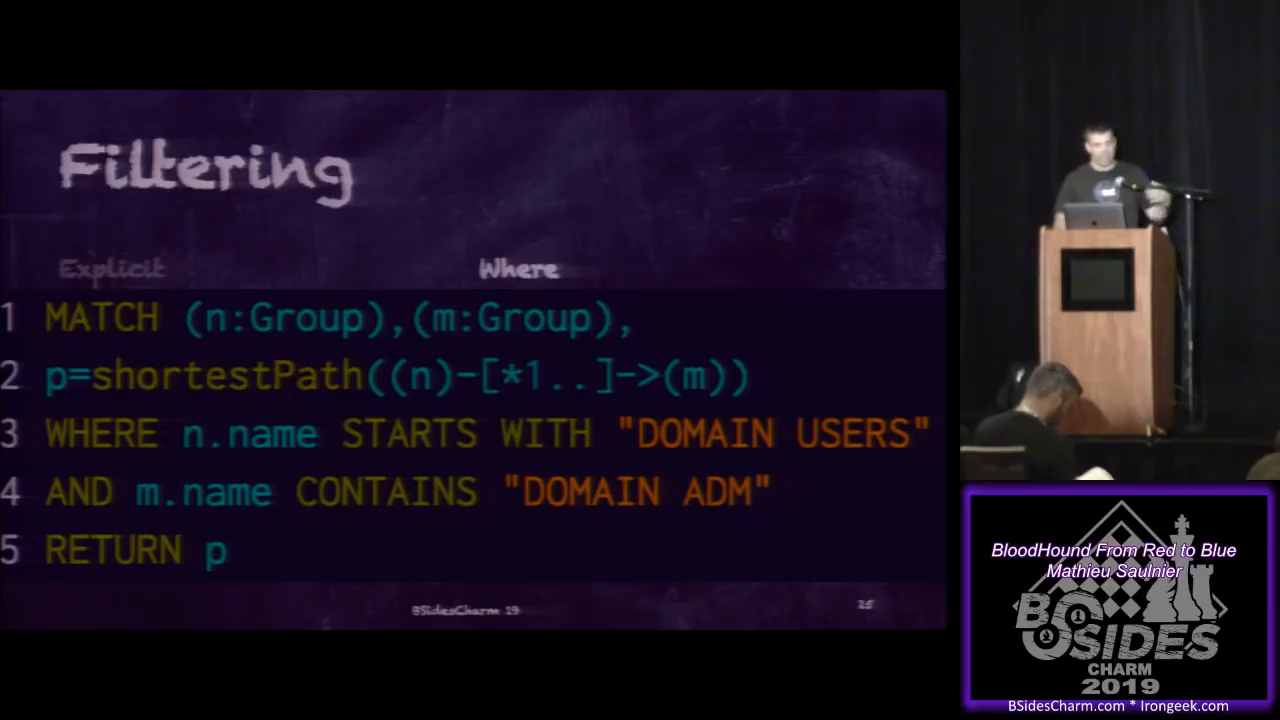 Filtering
Explicit
Where
1 MATCH (n:Group),(m:Group),
2 p=shortestPath((n)-[*1..]->(m))
3 WHERE n.name STARTS WITH "DOMAIN USERS"
4 AND m.name CONTAINS "DOMAIN ADM"
5 RETURN p
BSidesCharm 19
BloodHound From Red to Blue
Mathieu Saulnier
BSIDES
CHARM
2019
BSidesCharm.com * Irongeek.com